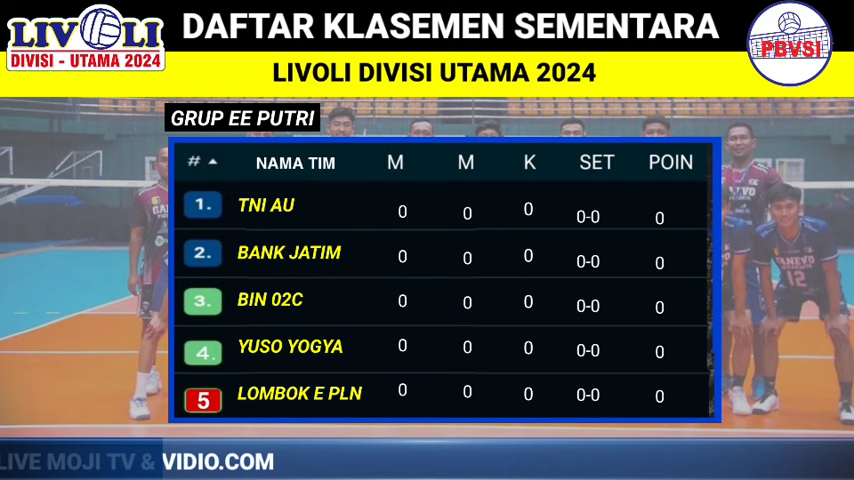 LIVOLI
DIVISI - UTAMA 2024
DAFTAR KLASEMEN SEMENTARA
PBVSI
LIVOLI DIVISI UTAMA 2024
GRUP EE PUTRI
# NAMA TIM M M K SET POIN
1. TNI AU 0 0 0 0-0 0
2. BANK JATIM 0 0 0 0-0 0
3. BIN 02C 0 0 0 0-0 0
4. YUSO YOGYA 0 0 0 0-0 0
5 LOMBOK E PLN 0 0 0 0-0 0
12
LIVE MOJI TV & VIDIO.COM